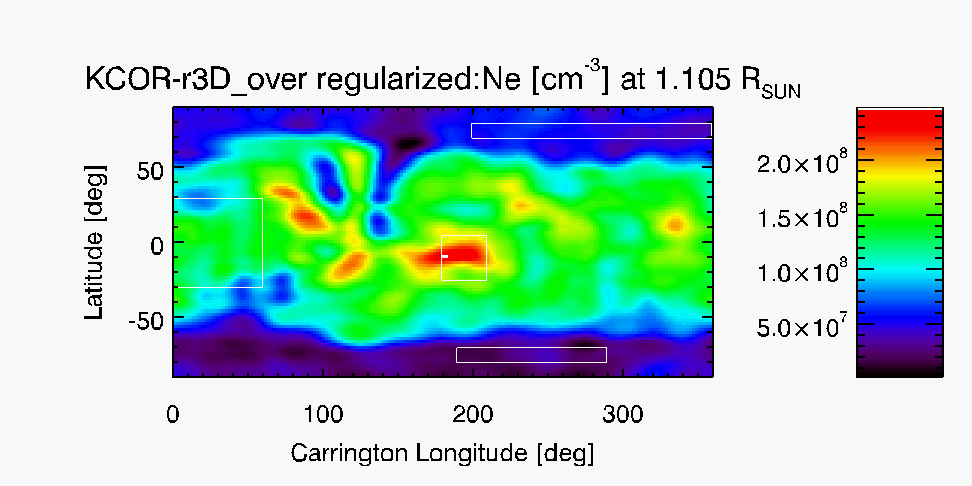 KCOR-r3D_over regularized:Ne [cm⁻³] at 1.105 R_SUN
50
0
-50
Latitude [deg]
0 100 200 300
Carrington Longitude [deg]
2.0×10⁸
1.5×10⁸
1.0×10⁸
5.0×10⁷